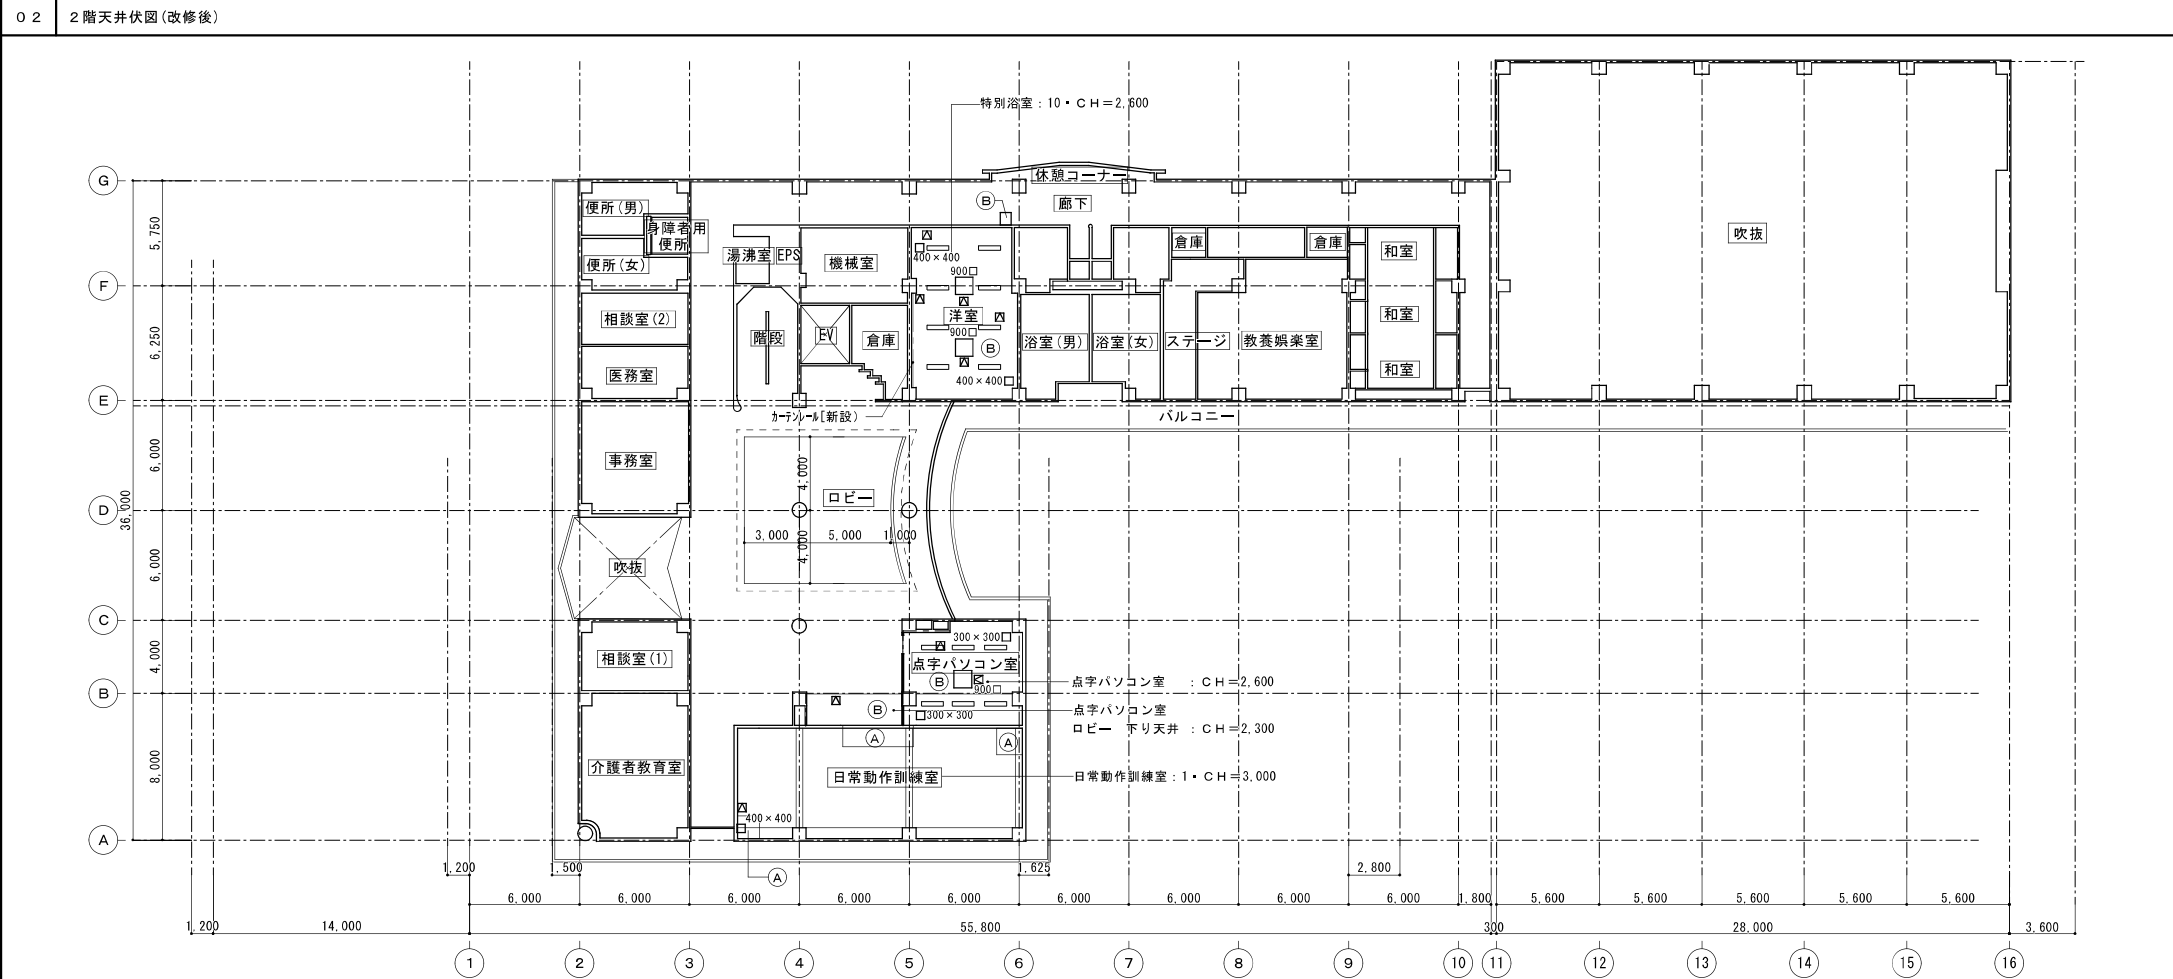 02 2階天井伏図(改修後)
特別浴室：10・CH＝2,600
G
休憩コーナー
B
廊下
便所(男)
身障者用
便所
便所(女)
湯沸室
EPS
機械室
400×400
900□
倉庫
倉庫
和室
吹抜
5,750
F
相談室(2)
階段
EV
倉庫
洋室
900□
B
400×400
浴室(男)
浴室(女)
ステージ
教養娯楽室
和室
和室
6,250
医務室
E
カーテンレール[新設)
バルコニー
事務室
6,000
4,000
ロビー
36,000
D
3,000
5,000
1,000
4,000
6,000
吹抜
C
300×300
相談室(1)
点字パソコン室
4,000
B
900□
点字パソコン室 ：CH＝2,600
B
B
300×300
点字パソコン室
ロビー 下り天井 ：CH＝2,300
A
A
介護者教育室
日常動作訓練室
日常動作訓練室：1・CH＝3,000
8,000
400×400
A
A
1,200
1,500
1,625
2,800
6,000
6,000
6,000
6,000
6,000
6,000
6,000
6,000
6,000
1,800
5,600
5,600
5,600
5,600
5,600
1,200
14,000
55,800
300
28,000
3,600
1
2
3
4
5
6
7
8
9
10
11
12
13
14
15
16